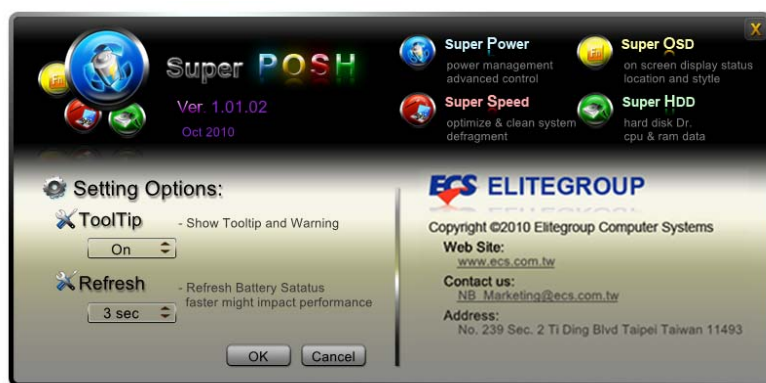 X
Super POSH
Ver. 1.01.02
Oct 2010
Super Power
power management
advanced control
Super OSD
on screen display status
location and stytle
Super Speed
optimize & clean system
defragment
Super HDD
hard disk Dr.
cpu & ram data
Setting Options:
ToolTip
- Show Tooltip and Warning
On
Refresh
- Refresh Battery Satatus
faster might impact performance
3 sec
OK
Cancel
ECS ELITEGROUP
Copyright ©2010 Elitegroup Computer Systems
Web Site:
www.ecs.com.tw
Contact us:
NB_Marketing@ecs.com.tw
Address:
No. 239 Sec. 2 Ti Ding Blvd Taipei Taiwan 11493